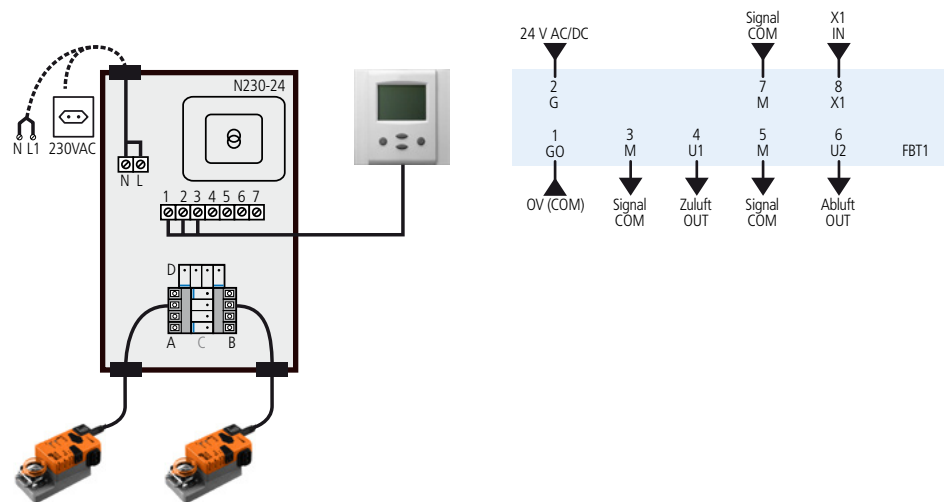 N230-24
N L1
230VAC
N L
1 2 3 4 5 6 7
D
A C B
24 V AC/DC
Signal
COM
X1
IN
2
G
7
M
8
X1
1
GO
3
M
4
U1
5
M
6
U2
FBT1
0V (COM)
Signal
COM
Zuluft
OUT
Signal
COM
Abluft
OUT